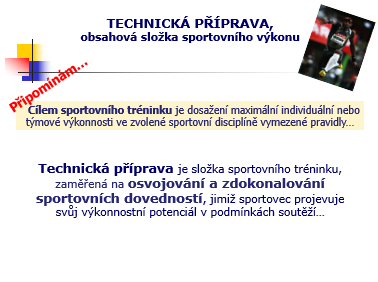 TECHNICKÁ PŘÍPRAVA,
obsahová složka sportovního výkonu
Připomínám...
Cílem sportovního tréninku je dosažení maximální individuální nebo
týmové výkonnosti ve zvolené sportovní disciplíně vymezené pravidly...
Technická příprava je složka sportovního tréninku,
zaměřená na osvojování a zdokonalování
sportovních dovedností, jimiž sportovec projevuje
svůj výkonnostní potenciál v podmínkách soutěží...